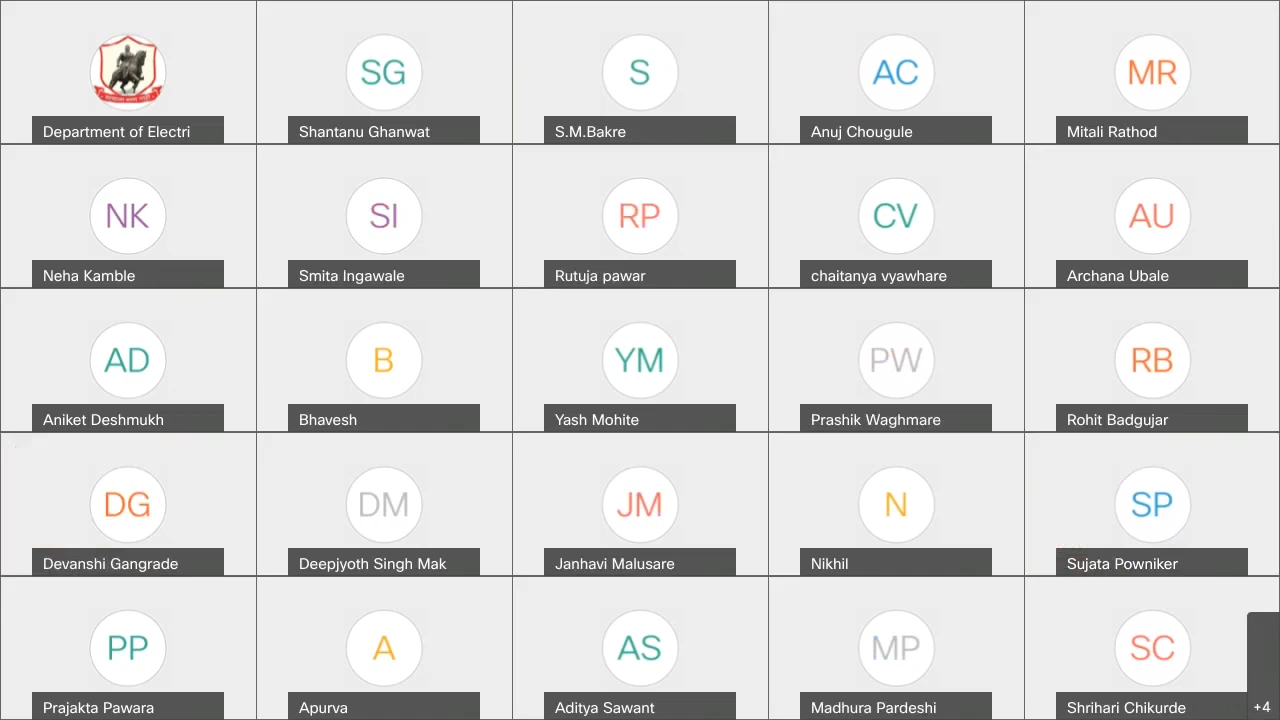 Department of Electri
SG
Shantanu Ghanwat
S
S.M.Bakre
AC
Anuj Chougule
MR
Mitali Rathod
NK
Neha Kamble
SI
Smita Ingawale
RP
Rutuja pawar
CV
chaitanya vyawhare
AU
Archana Ubale
AD
Aniket Deshmukh
B
Bhavesh
YM
Yash Mohite
PW
Prashik Waghmare
RB
Rohit Badgujar
DG
Devanshi Gangrade
DM
Deepjyoth Singh Mak
JM
Janhavi Malusare
N
Nikhil
SP
Sujata Powniker
PP
Prajakta Pawara
A
Apurva
AS
Aditya Sawant
MP
Madhura Pardeshi
SC
Shrihari Chikurde
+4